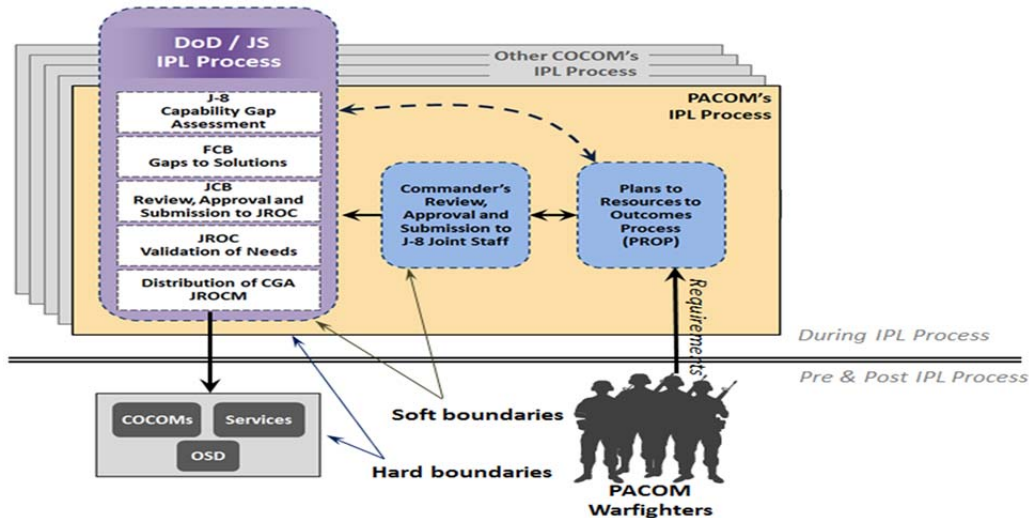 DoD / JS
IPL Process
Other COCOM's
IPL Process
PACOM's
IPL Process
J-8
Capability Gap
Assessment
FCB
Gaps to Solutions
JCB
Review, Approval and
Submission to JROC
JROC
Validation of Needs
Distribution of CGA
JROCM
Commander's
Review,
Approval and
Submission to
J-8 Joint Staff
Plans to
Resources to
Outcomes
Process
(PROP)
Requirements
During IPL Process
Pre & Post IPL Process
COCOMs
Services
OSD
Soft boundaries
Hard boundaries
PACOM
Warfighters